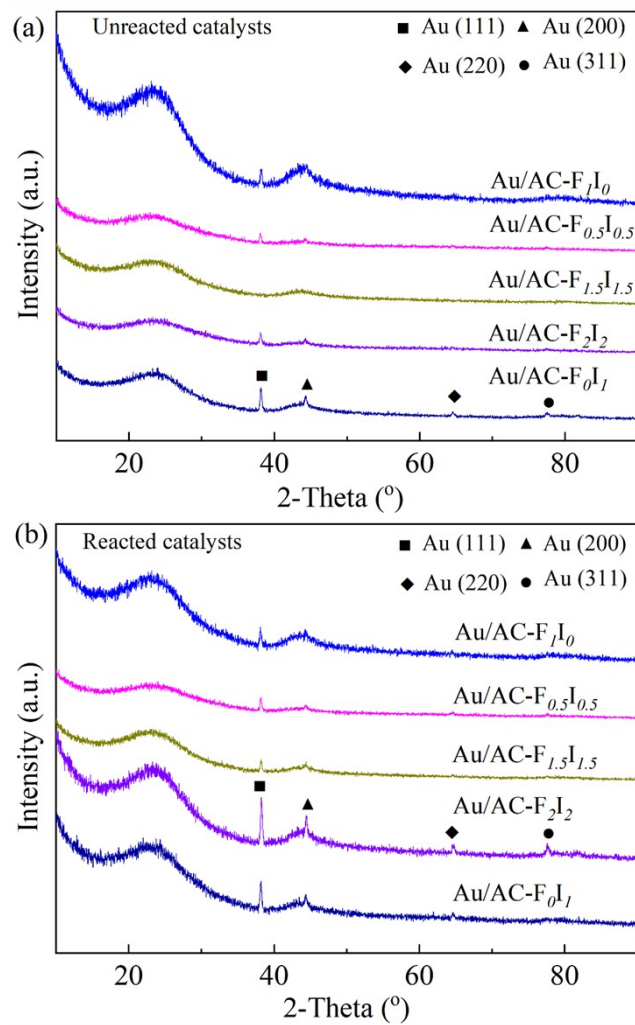 (a) Unreacted catalysts ■ Au (111) ▲ Au (200)
◆ Au (220) ● Au (311)
Au/AC-F1I0
Au/AC-F0.5I0.5
Au/AC-F1.5I1.5
Au/AC-F2I2
Au/AC-F0I1
Intensity (a.u.)
20 40 60 80
2-Theta (°)
(b) Reacted catalysts ■ Au (111) ▲ Au (200)
◆ Au (220) ● Au (311)
Au/AC-F1I0
Au/AC-F0.5I0.5
Au/AC-F1.5I1.5
Au/AC-F2I2
Au/AC-F0I1
Intensity (a.u.)
20 40 60 80
2-Theta (°)